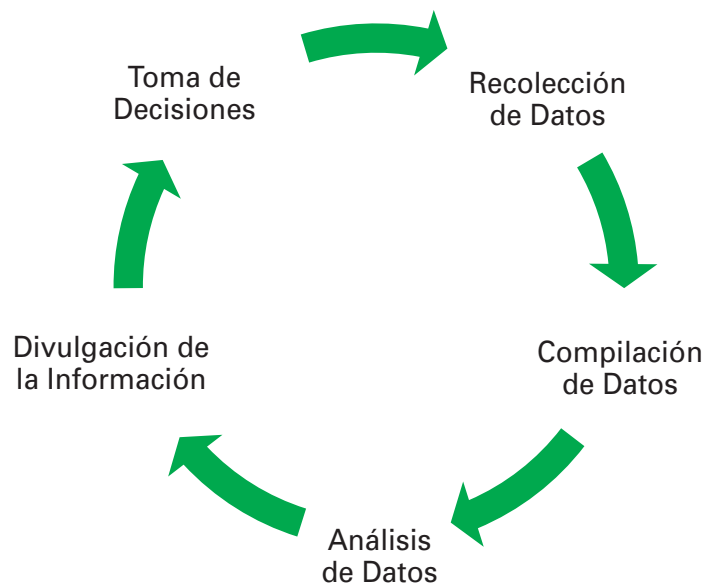 Toma de
Decisiones
Recolección
de Datos
Compilación
de Datos
Análisis
de Datos
Divulgación de
la Información